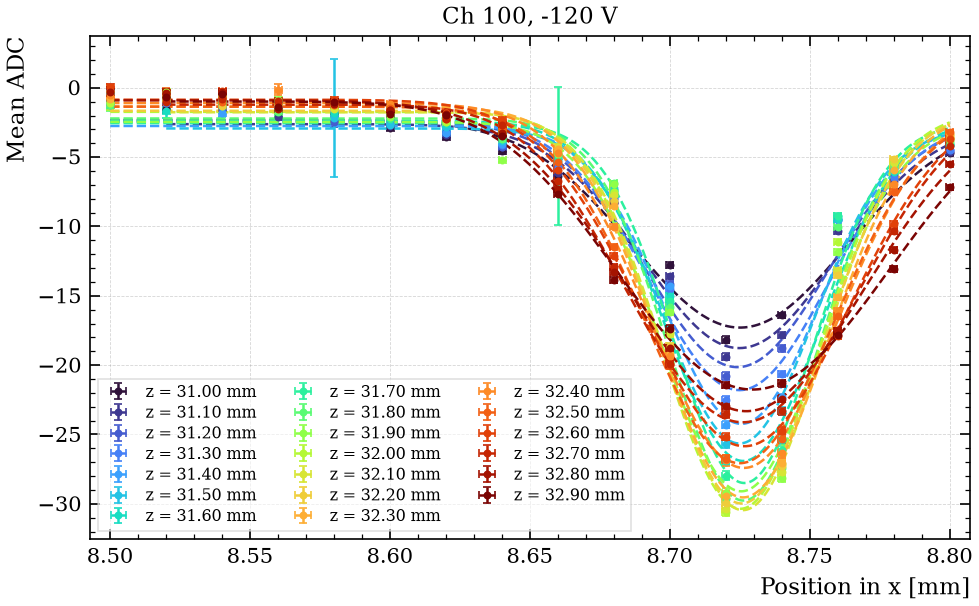 Ch 100, -120 V
Mean ADC
0
−5
−10
−15
−20
−25
−30
z = 31.00 mm
z = 31.10 mm
z = 31.20 mm
z = 31.30 mm
z = 31.40 mm
z = 31.50 mm
z = 31.60 mm
z = 31.70 mm
z = 31.80 mm
z = 31.90 mm
z = 32.00 mm
z = 32.10 mm
z = 32.20 mm
z = 32.30 mm
z = 32.40 mm
z = 32.50 mm
z = 32.60 mm
z = 32.70 mm
z = 32.80 mm
z = 32.90 mm
8.50 8.55 8.60 8.65 8.70 8.75 8.80
Position in x [mm]